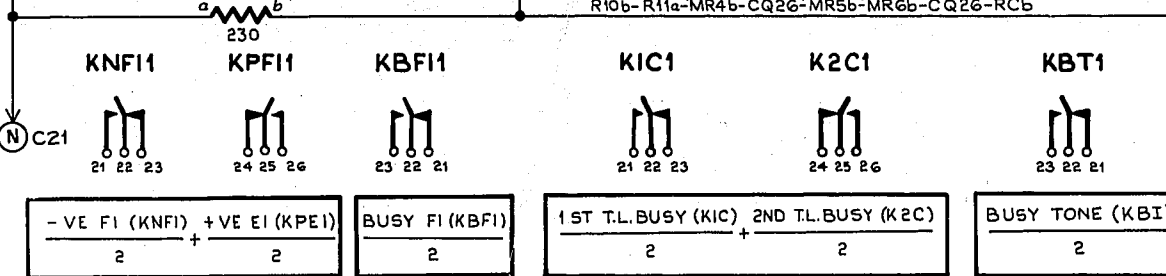 a b R10b-R11a-MR4b-CQ26-MR5b-MR6b-CQ26-RCb
230
KNFI1 KPFI1 KBFI1 KIC1 K2C1 KBT1
N C21
21 22 23 24 25 26 23 22 21 21 22 23 24 25 26 23 22 21
-VE FI (KNFI) + +VE EI (KPEI) BUSY FI (KBFI) 1 ST T.L. BUSY (KIC) + 2ND T.L. BUSY (K2C) BUSY TONE (KBI
2 2 2 2 2 2